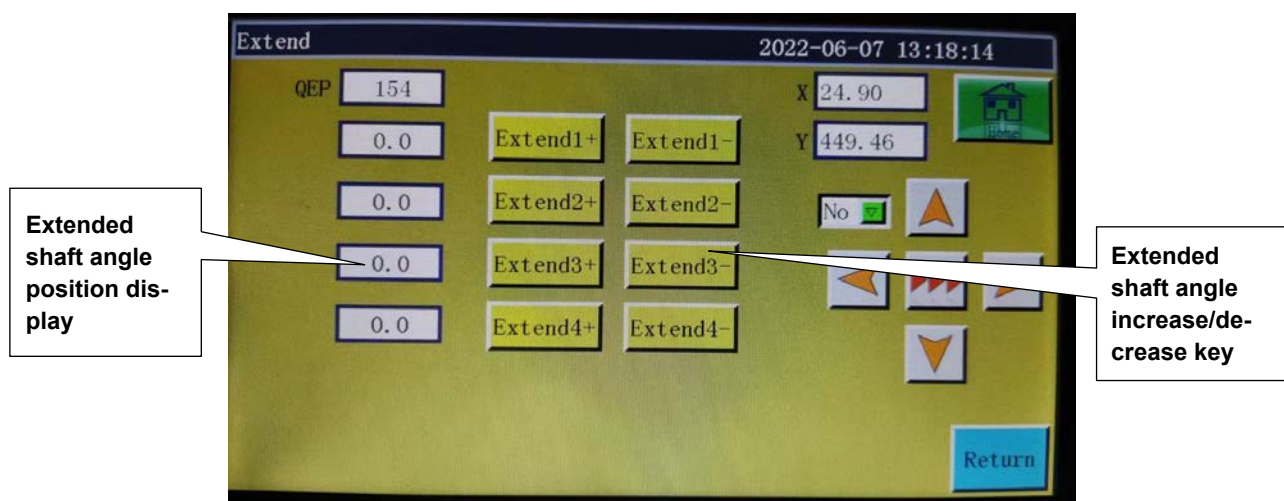 Extend 2022-06-07 13:18:14
QEP 154 X 24.90 Home
0.0 Extend1+ Extend1- Y 449.46
0.0 Extend2+ Extend2- No
0.0 Extend3+ Extend3-
0.0 Extend4+ Extend4-
Return
Extended
shaft angle
position dis-
play
Extended
shaft angle
increase/de-
crease key